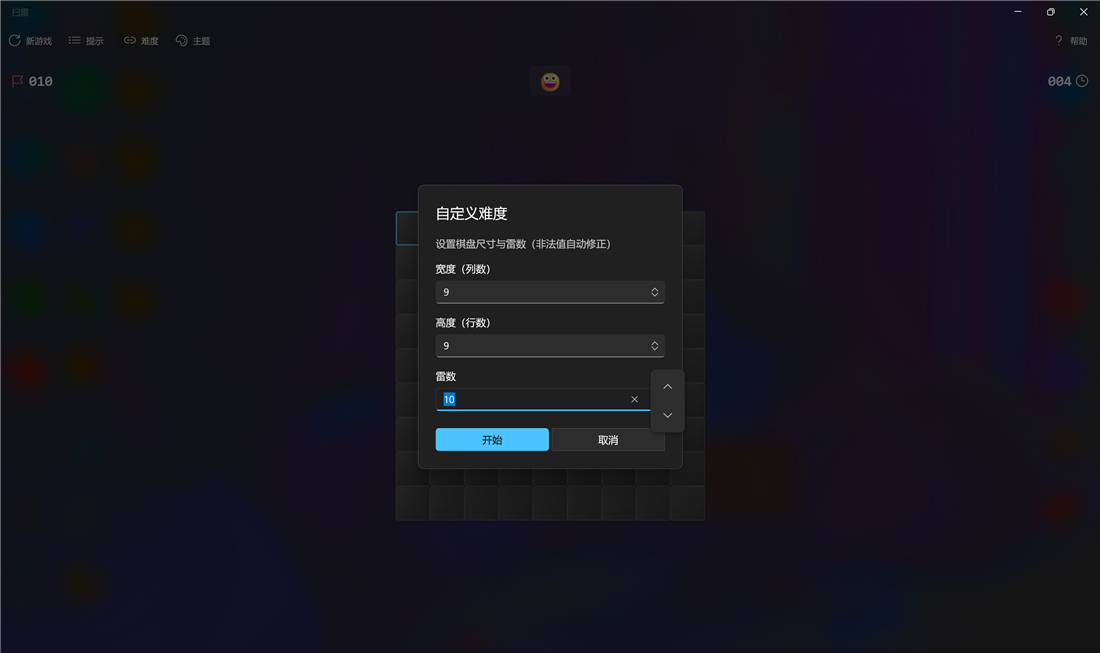 扫雷
新游戏 提示 难度 主题 帮助
010 004
自定义难度
设置棋盘尺寸与雷数（非法值自动修正）
宽度（列数）
9
高度（行数）
9
雷数
10
开始 取消